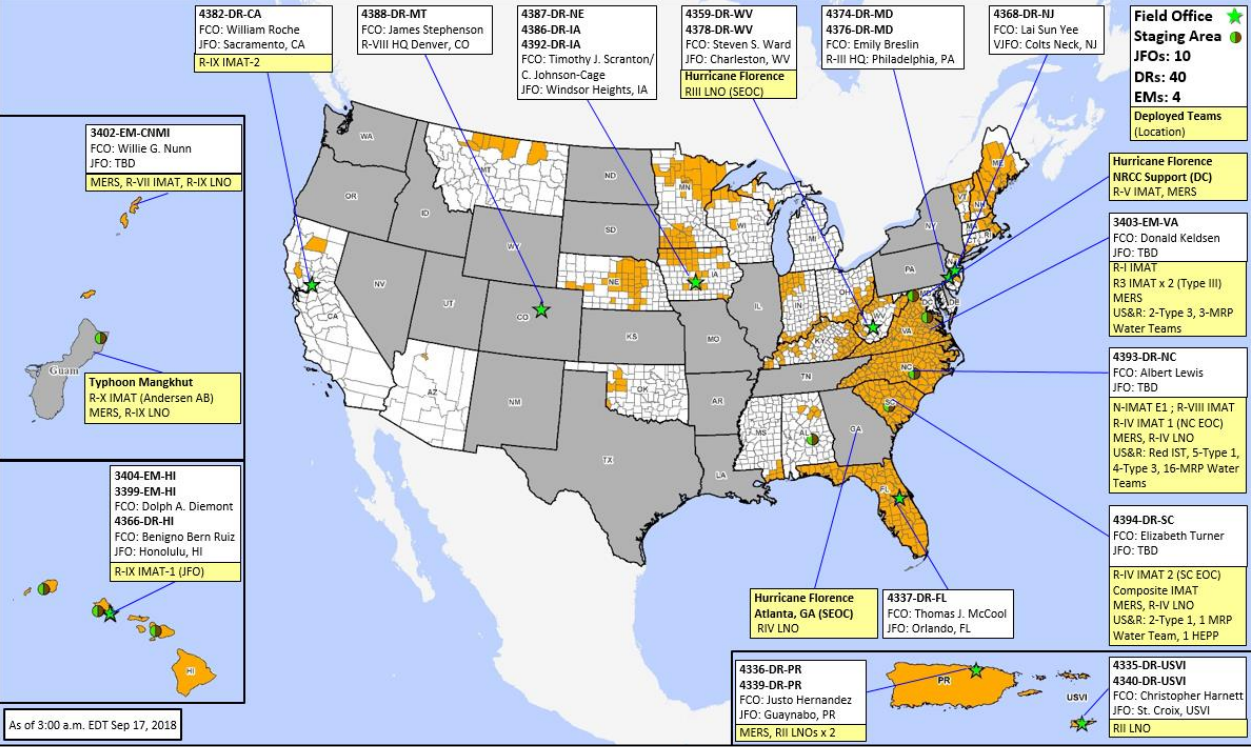 4382-DR-CA
FCO: William Roche
JFO: Sacramento, CA
R-IX IMAT-2
4388-DR-MT
FCO: James Stephenson
R-VIII HQ Denver, CO
4387-DR-NE
4386-DR-IA
4392-DR-IA
FCO: Timothy J. Scranton/
C. Johnson-Cage
JFO: Windsor Heights, IA
4359-DR-WV
4378-DR-WV
FCO: Steven S. Ward
JFO: Charleston, WV
Hurricane Florence
RIII LNO (SEOC)
4374-DR-MD
4376-DR-MD
FCO: Emily Breslin
R-III HQ: Philadelphia, PA
4368-DR-NJ
FCO: Lai Sun Yee
VJFO: Colts Neck, NJ
Field Office
Staging Area
JFOs: 10
DRs: 40
EMs: 4
Deployed Teams
(Location)
3402-EM-CNMI
FCO: Willie G. Nunn
JFO: TBD
MERS, R-VII IMAT, R-IX LNO
Hurricane Florence
NRCC Support (DC)
R-V IMAT, MERS
3403-EM-VA
FCO: Donald Keldsen
JFO: TBD
R-I IMAT
R3 IMAT x 2 (Type III)
MERS
US&R: 2-Type 3, 3-MRP
Water Teams
Guam
Typhoon Mangkhut
R-X IMAT (Andersen AB)
MERS, R-IX LNO
4393-DR-NC
FCO: Albert Lewis
JFO: TBD
N-IMAT E1 ; R-VIII IMAT
R-IV IMAT 1 (NC EOC)
MERS, R-IV LNO
US&R: Red IST, 5-Type 1,
4-Type 3, 16-MRP Water
Teams
3404-EM-HI
3399-EM-HI
FCO: Dolph A. Diemont
4366-DR-HI
FCO: Benigno Bern Ruiz
JFO: Honolulu, HI
R-IX IMAT-1 (JFO)
4394-DR-SC
FCO: Elizabeth Turner
JFO: TBD
R-IV IMAT 2 (SC EOC)
Composite IMAT
MERS, R-IV LNO
US&R: 2-Type 1, 1 MRP
Water Team, 1 HEPP
Hurricane Florence
Atlanta, GA (SEOC)
RIV LNO
4337-DR-FL
FCO: Thomas J. McCool
JFO: Orlando, FL
4336-DR-PR
4339-DR-PR
FCO: Justo Hernandez
JFO: Guaynabo, PR
MERS, RII LNOs x 2
4335-DR-USVI
4340-DR-USVI
FCO: Christopher Harnett
JFO: St. Croix, USVI
RII LNO
As of 3:00 a.m. EDT Sep 17, 2018
WA
MT
ND
MN
ME
OR
ID
SD
WI
MI
VT
NH
NY
MA
CT
RI
WY
NE
IA
PA
NJ
NV
UT
CO
IL
IN
OH
DC
DE
CA
KS
MO
KY
VA
AZ
NM
OK
AR
TN
NC
SC
TX
LA
MS
AL
GA
FL
HI
PR
USVI